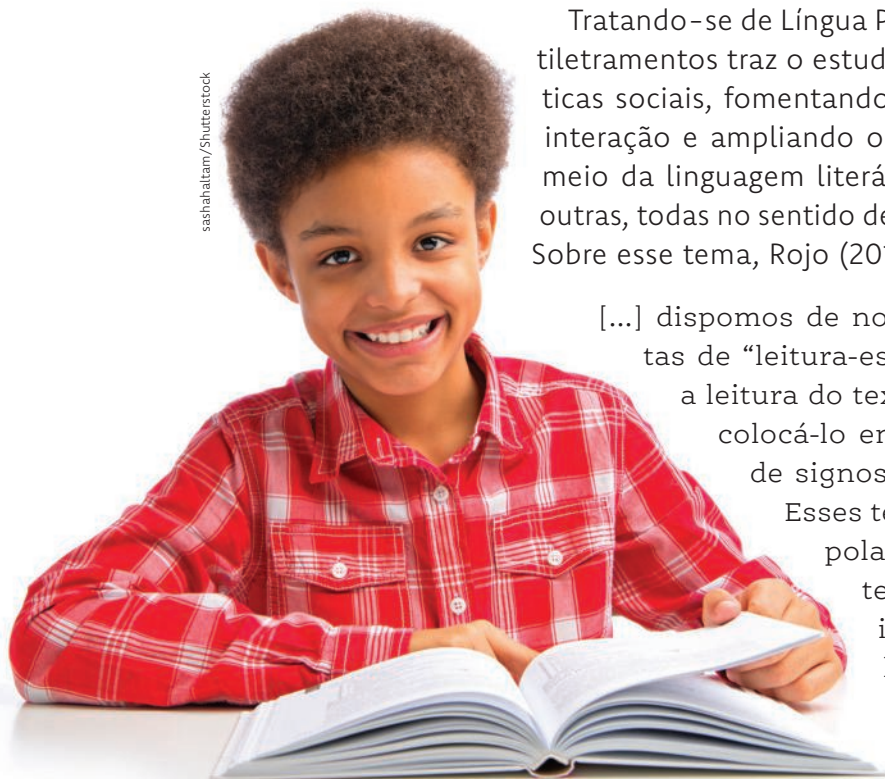 sashahaltam/Shutterstock
Tratando-se de Língua P
tiletramentos traz o estud
ticas sociais, fomentando
interação e ampliando o
meio da linguagem literá
outras, todas no sentido de
Sobre esse tema, Rojo (20
[...] dispomos de no
tas de “leitura-es
a leitura do tex
colocá-lo en
de signos
Esses te
pola
te
i